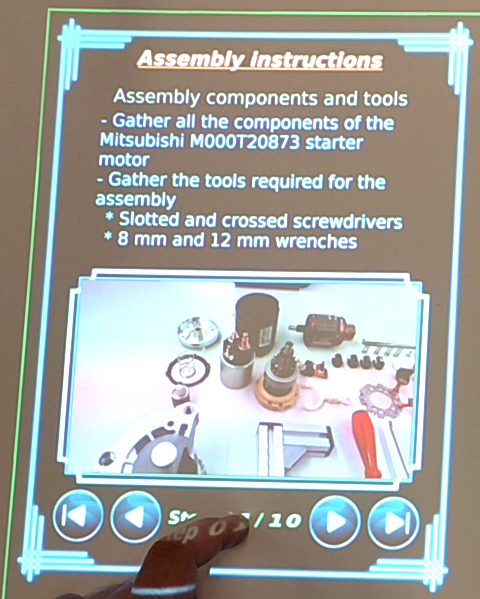 Assembly instructions
Assembly components and tools
- Gather all the components of the
Mitsubishi M000T20873 starter
motor
- Gather the tools required for the
assembly
* Slotted and crossed screwdrivers
* 8 mm and 12 mm wrenches
/ 10